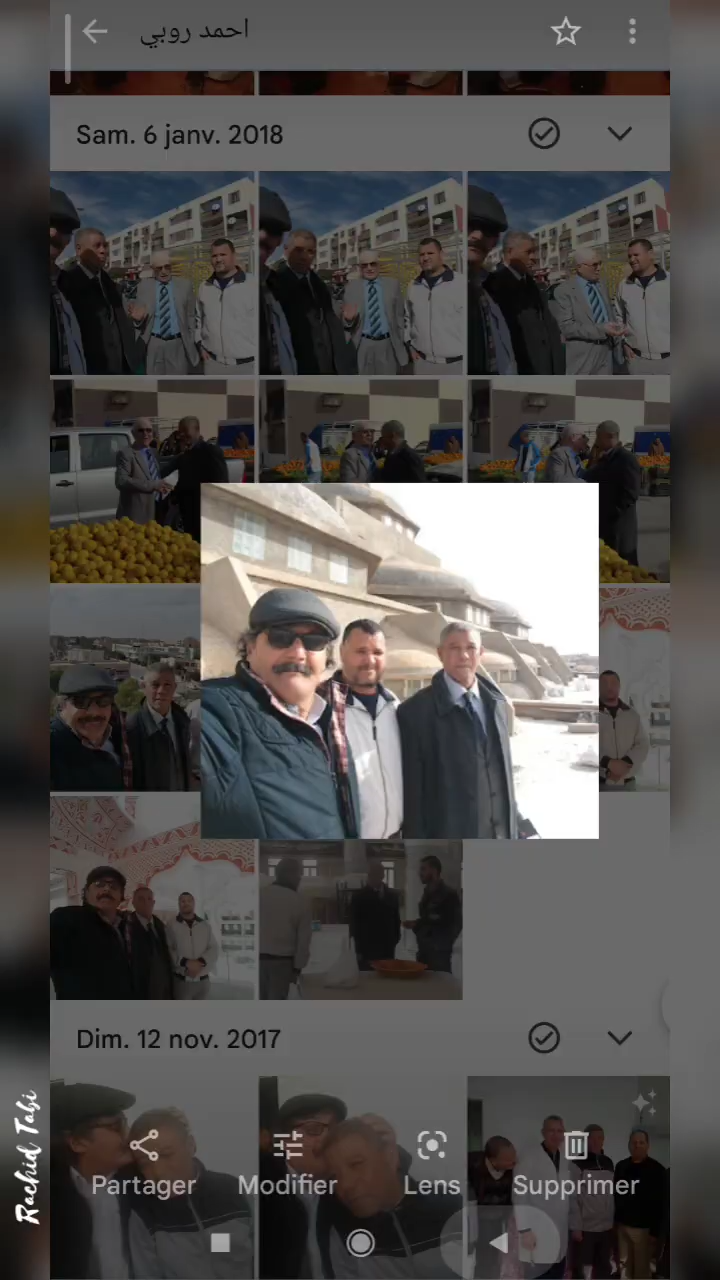 احمد روبي
Sam. 6 janv. 2018
Dim. 12 nov. 2017
Partager
Modifier
Lens
Supprimer
Rachid Tabi